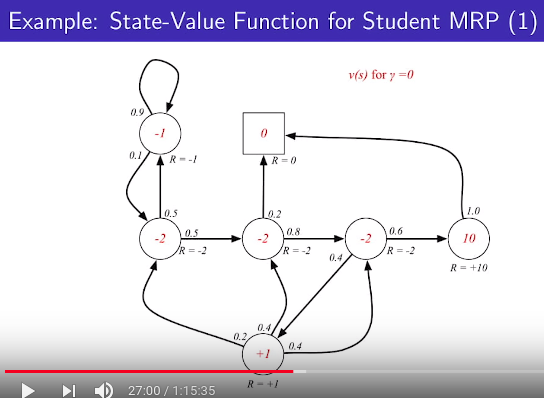 Example: State-Value Function for Student MRP (1)
v(s) for γ =0
0.9
-1
0
0.1
R = -1
R = 0
0.5
0.2
1.0
-2
0.5
-2
0.8
-2
0.6
10
R = -2
R = -2
0.4
R = -2
R = +10
0.4
0.2
+1
0.4
R = +1
27:00 / 1:15:35